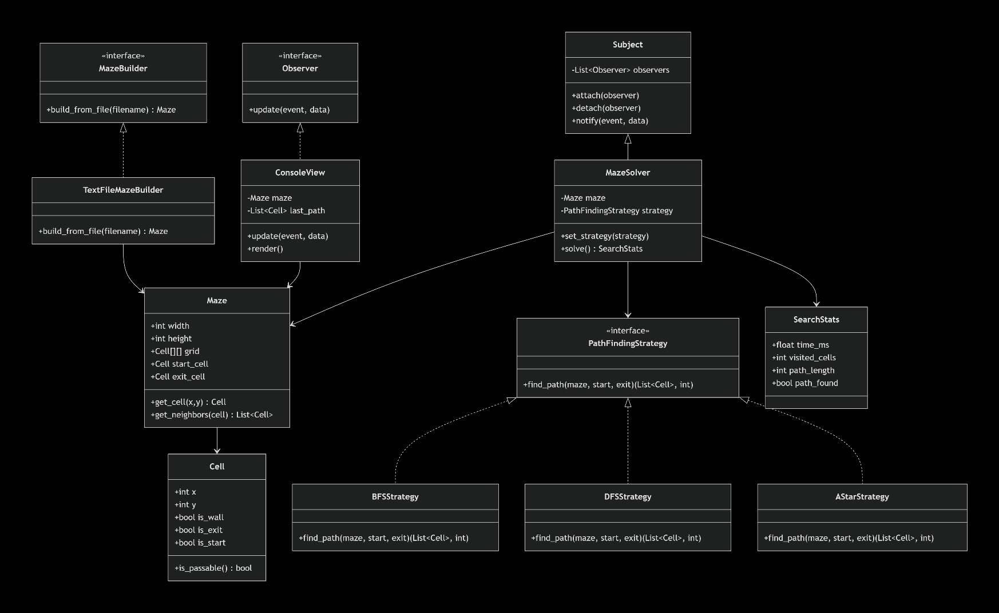 «interface»
MazeBuilder
+build_from_file(filename) : Maze
«interface»
Observer
+update(event, data)
Subject
-List<Observer> observers
+attach(observer)
+detach(observer)
+notify(event, data)
TextFileMazeBuilder
+build_from_file(filename) : Maze
ConsoleView
-Maze maze
-List<Cell> last_path
+update(event, data)
+render()
MazeSolver
-Maze maze
-PathFindingStrategy strategy
+set_strategy(strategy)
+solve() : SearchStats
Maze
+int width
+int height
+Cell[][] grid
+Cell start_cell
+Cell exit_cell
+get_cell(x,y) : Cell
+get_neighbors(cell) : List<Cell>
«interface»
PathFindingStrategy
+find_path(maze, start, exit)(List<Cell>, int)
SearchStats
+float time_ms
+int visited_cells
+int path_length
+bool path_found
Cell
+int x
+int y
+bool is_wall
+bool is_exit
+bool is_start
+is_passable() : bool
BFSStrategy
+find_path(maze, start, exit)(List<Cell>, int)
DFSStrategy
+find_path(maze, start, exit)(List<Cell>, int)
AStarStrategy
+find_path(maze, start, exit)(List<Cell>, int)